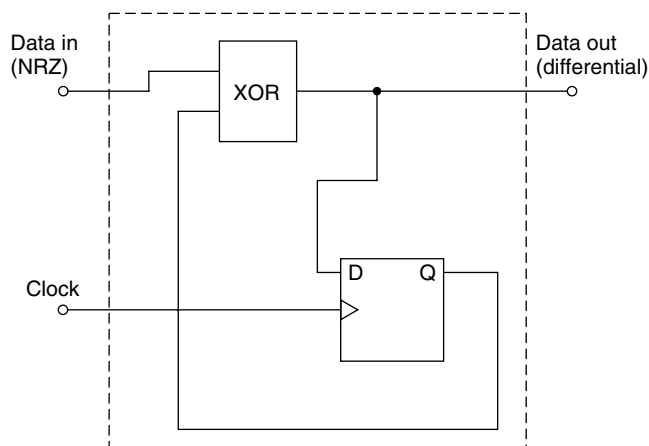 Data in
(NRZ)
XOR
Data out
(differential)
D
Q
Clock